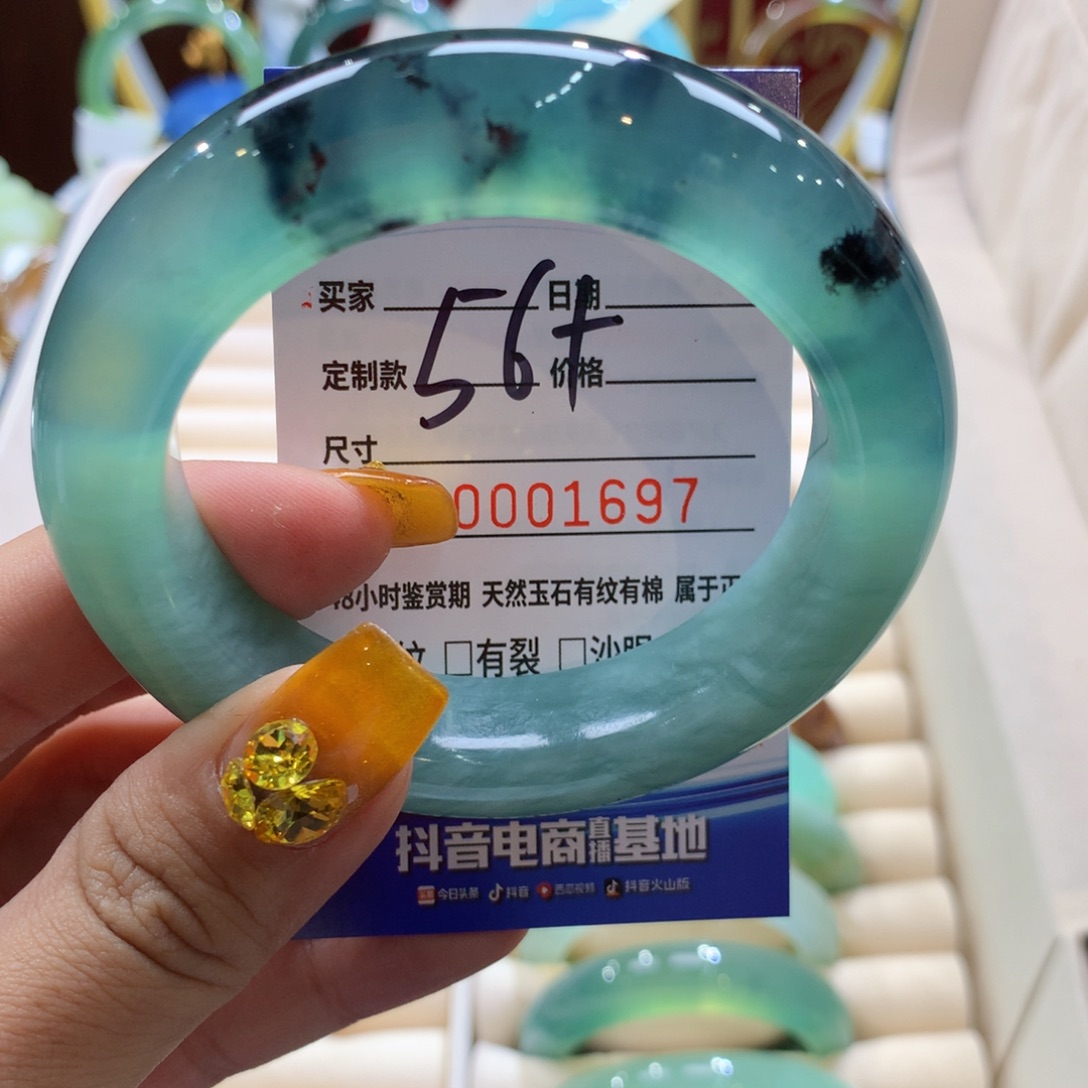 买家 日期
56+
定制款 价格
尺寸
0001697
48小时鉴赏期 天然玉石有纹有棉 属于正
纹 □有裂 □沙眼
抖音电商直播基地
今日头条 抖音 西瓜视频 抖音火山版